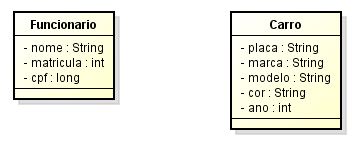 Funcionario
- nome : String
- matricula : int
- cpf : long
Carro
- placa : String
- marca : String
- modelo : String
- cor : String
- ano : int